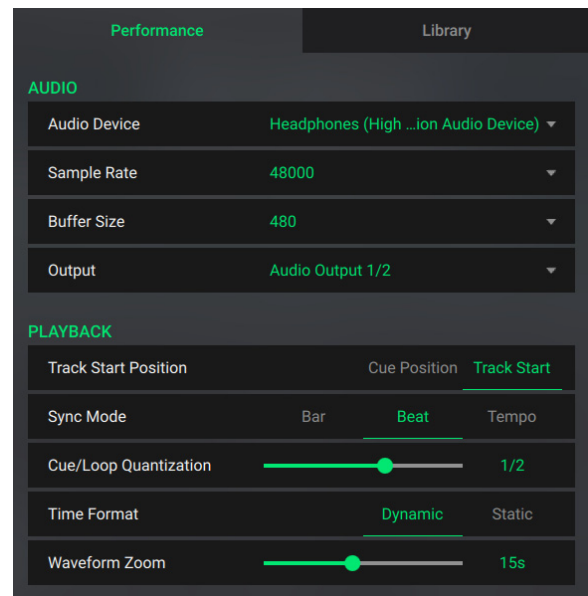 Performance Library
AUDIO
Audio Device Headphones (High ...ion Audio Device)
Sample Rate 48000
Buffer Size 480
Output Audio Output 1/2
PLAYBACK
Track Start Position Cue Position Track Start
Sync Mode Bar Beat Tempo
Cue/Loop Quantization 1/2
Time Format Dynamic Static
Waveform Zoom 15s